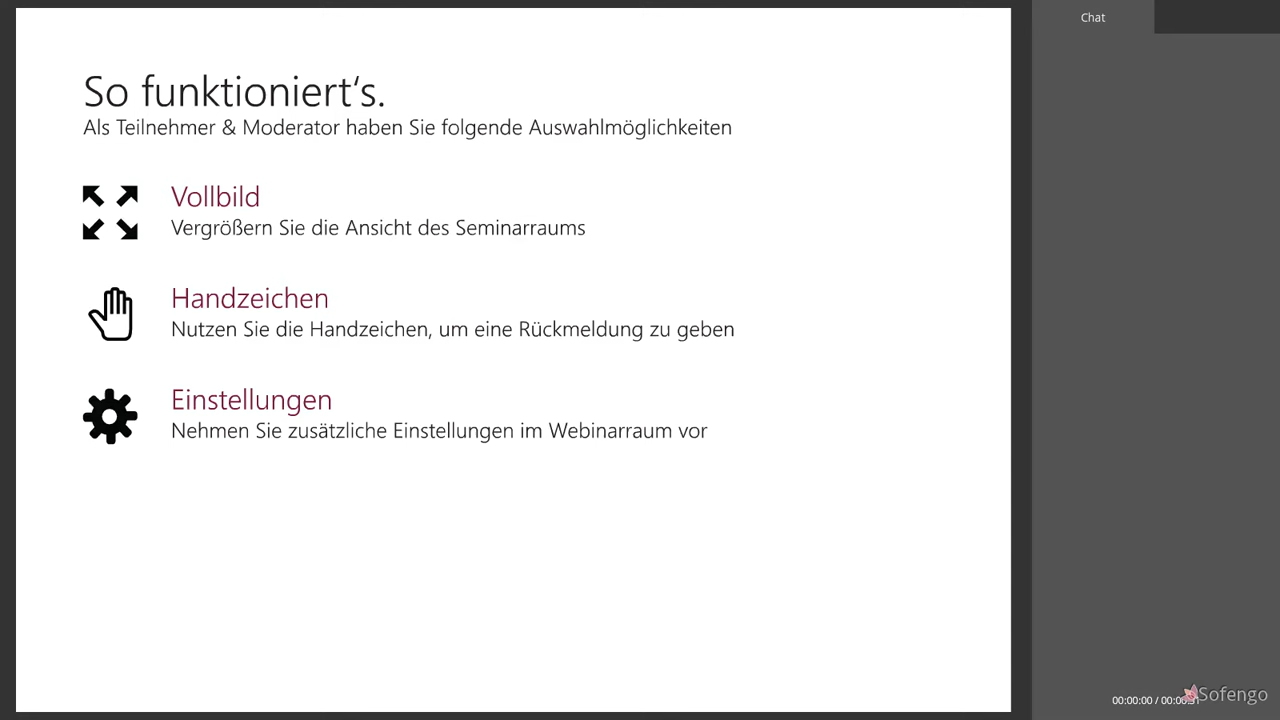 So funktioniert‘s.
Als Teilnehmer & Moderator haben Sie folgende Auswahlmöglichkeiten
Vollbild
Vergrößern Sie die Ansicht des Seminarraums
Handzeichen
Nutzen Sie die Handzeichen, um eine Rückmeldung zu geben
Einstellungen
Nehmen Sie zusätzliche Einstellungen im Webinarraum vor
Chat
00:00:00 /
Sofengo